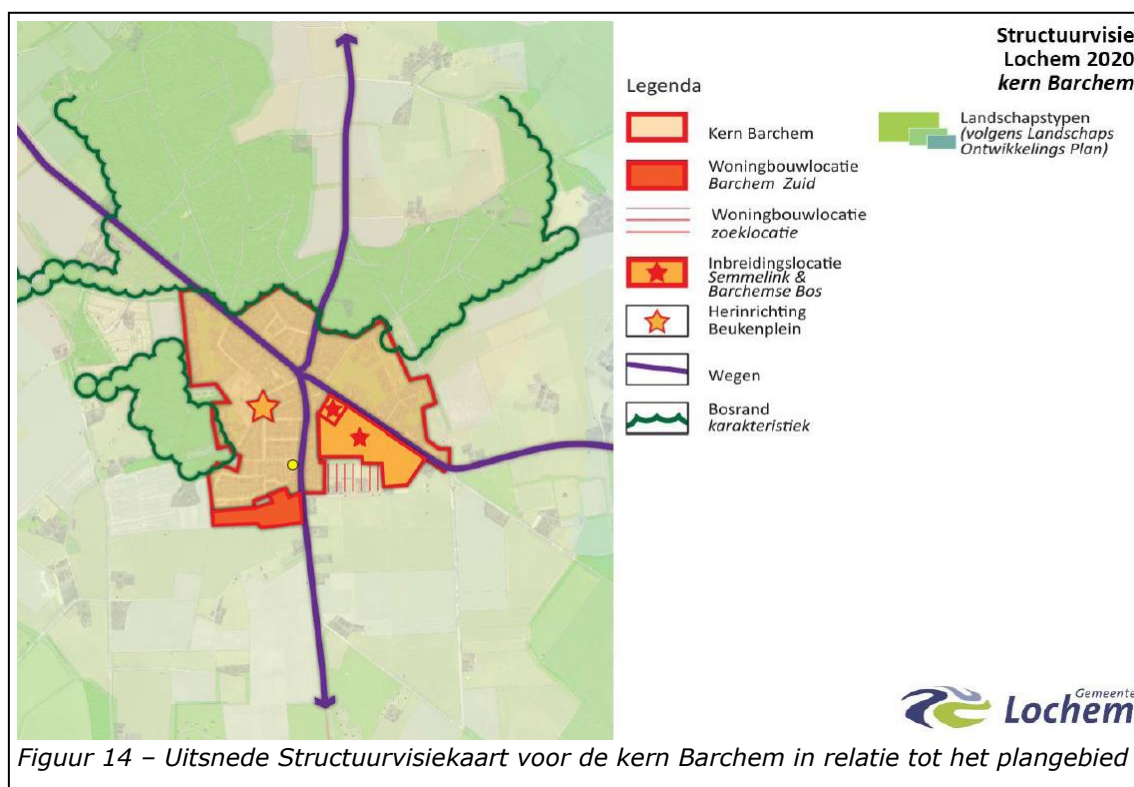 Structuurvisie
Lochem 2020
kern Barchem
Legenda
Kern Barchem
Woningbouwlocatie
Barchem Zuid
Woningbouwlocatie
zoeklocatie
Inbreidingslocatie
Semmelink &
Barchemse Bos
Herinrichting
Beukenplein
Wegen
Bosrand
karakteristiek
Landschapstypen
(volgens Landschaps
Ontwikkelings Plan)
Gemeente
Lochem
Figuur 14 – Uitsnede Structuurvisiekaart voor de kern Barchem in relatie tot het plangebied